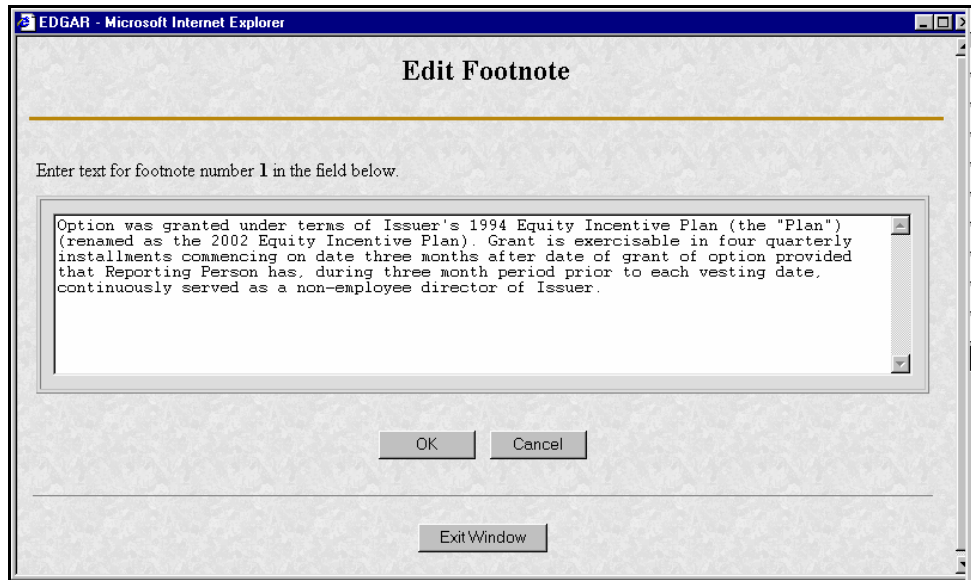 EDGAR - Microsoft Internet Explorer
Edit Footnote
Enter text for footnote number 1 in the field below.
Option was granted under terms of Issuer's 1994 Equity Incentive Plan (the "Plan")
(renamed as the 2002 Equity Incentive Plan). Grant is exercisable in four quarterly
installments commencing on date three months after date of grant of option provided
that Reporting Person has, during three month period prior to each vesting date,
continuously served as a non-employee director of Issuer.
OK Cancel
Exit Window